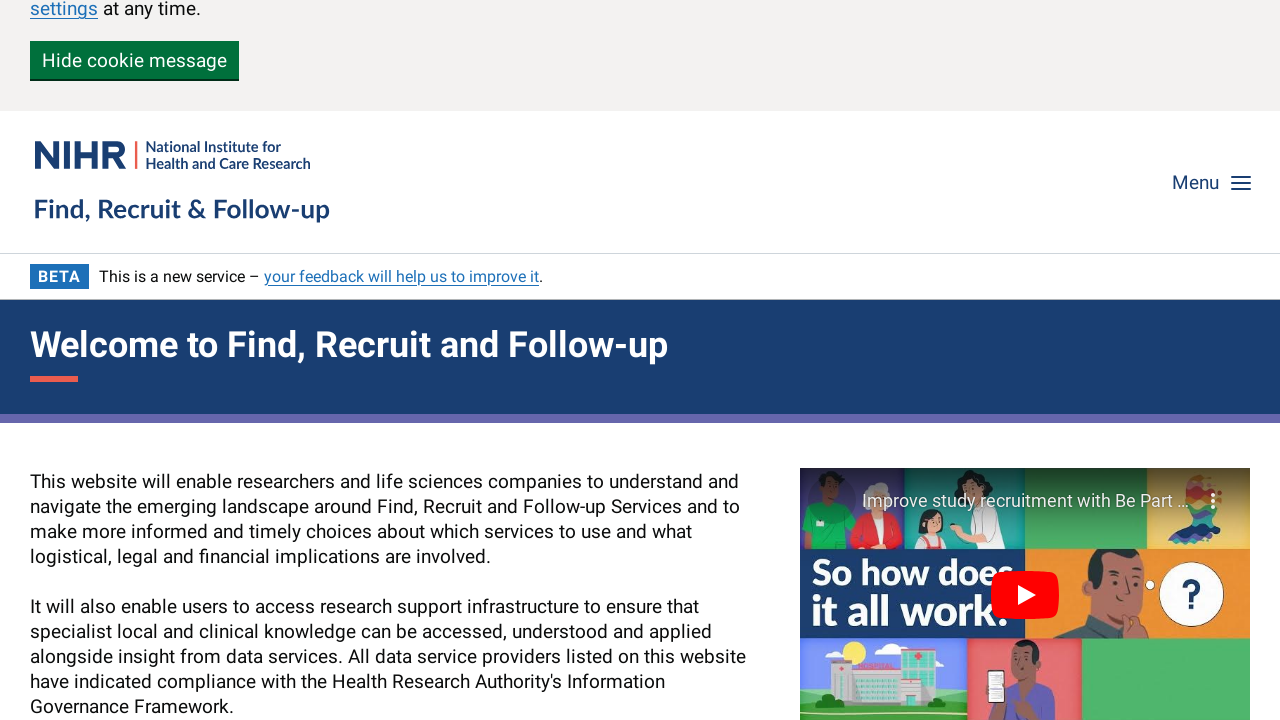 settings at any time.
Hide cookie message
NIHR | National Institute for
Health and Care Research
Find, Recruit & Follow-up
Menu
BETA This is a new service – your feedback will help us to improve it.
Welcome to Find, Recruit and Follow-up
This website will enable researchers and life sciences companies to understand and
navigate the emerging landscape around Find, Recruit and Follow-up Services and to
make more informed and timely choices about which services to use and what
logistical, legal and financial implications are involved.
It will also enable users to access research support infrastructure to ensure that
specialist local and clinical knowledge can be accessed, understood and applied
alongside insight from data services. All data service providers listed on this website
have indicated compliance with the Health Research Authority's Information
Governance Framework.
Improve study recruitment with Be Part ...
So how does
it all work?
?
HOSPITAL